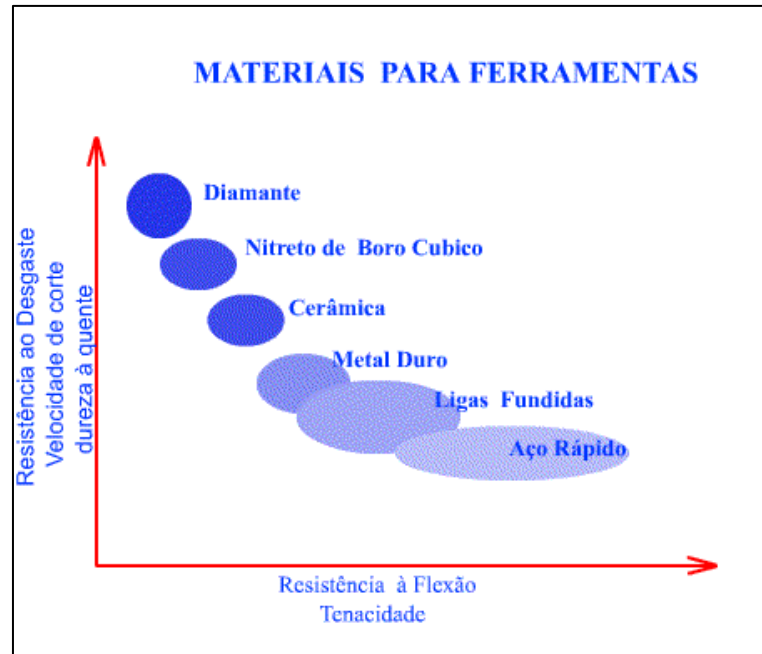 MATERIAIS PARA FERRAMENTAS
Diamante
Nitreto de Boro Cubico
Cerâmica
Metal Duro
Ligas Fundidas
Aço Rápido
Resistência ao Desgaste
Velocidade de corte
dureza à quente
Resistência à Flexão
Tenacidade